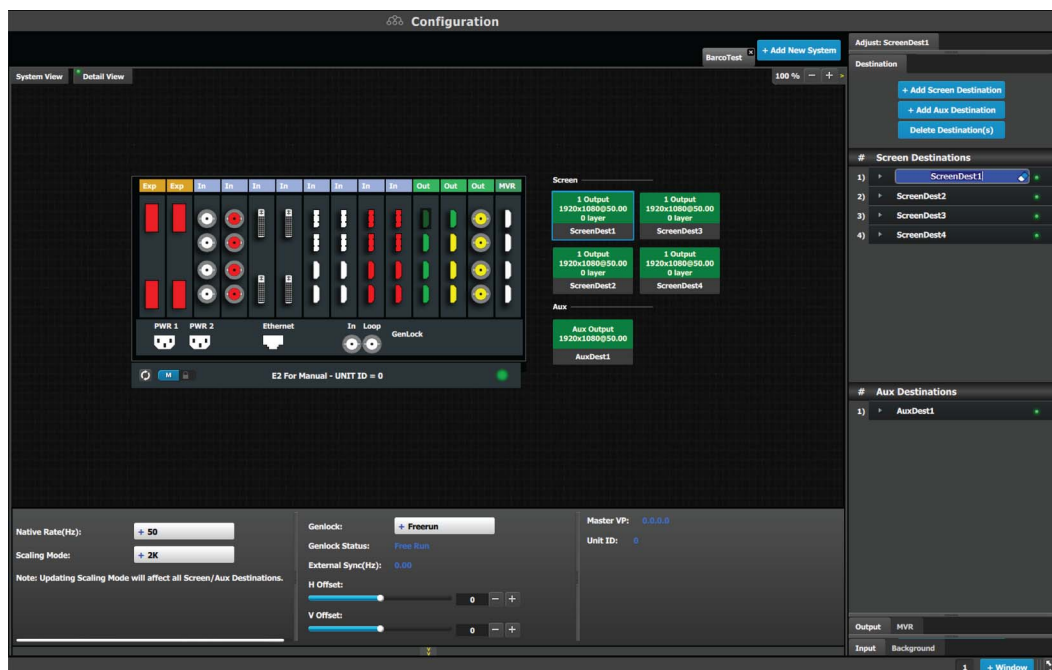 Configuration
BarcoTest
+ Add New System
Adjust: ScreenDest1
System View
Detail View
100 %
Destination
+ Add Screen Destination
+ Add Aux Destination
Delete Destination(s)
# Screen Destinations
1) ScreenDest1
2) ScreenDest2
3) ScreenDest3
4) ScreenDest4
Exp Exp In In In In In In In In Out Out Out MVR
PWR 1 PWR 2 Ethernet In Loop GenLock
M
E2 For Manual - UNIT ID = 0
Screen
1 Output
1920x1080@50.00
0 layer
ScreenDest1
1 Output
1920x1080@50.00
0 layer
ScreenDest3
1 Output
1920x1080@50.00
0 layer
ScreenDest2
1 Output
1920x1080@50.00
0 layer
ScreenDest4
Aux
Aux Output
1920x1080@50.00
AuxDest1
# Aux Destinations
1) AuxDest1
Native Rate(Hz): + 50
Scaling Mode: + 2K
Note: Updating Scaling Mode will affect all Screen/Aux Destinations.
Genlock: + Freerun
Genlock Status: Free Run
External Sync(Hz): 0.00
H Offset:
0 − +
V Offset:
0 − +
Master VP: 0.0.0.0
Unit ID: 0
Output MVR
Input Background
1 + Window